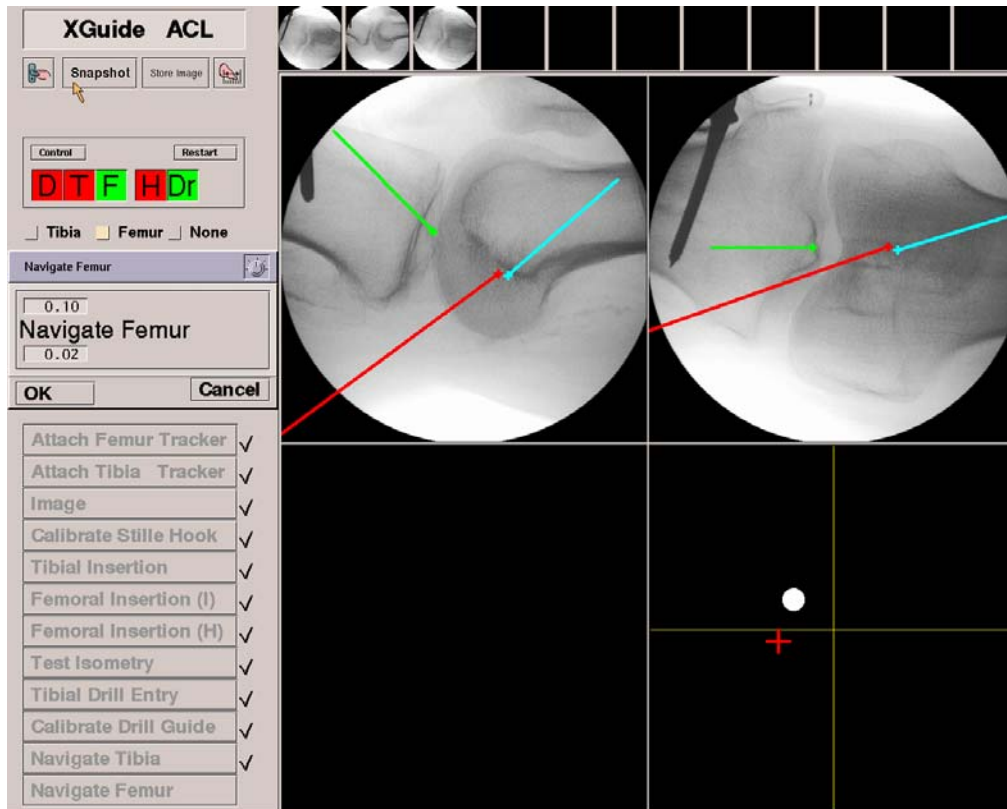 XGuide ACL
Snapshot
Store Image
Control
Restart
D T F H Dr
Tibia Femur None
Navigate Femur
0.10
Navigate Femur
0.02
OK
Cancel
Attach Femur Tracker
Attach Tibia Tracker
Image
Calibrate Stille Hook
Tibial Insertion
Femoral Insertion (I)
Femoral Insertion (H)
Test Isometry
Tibial Drill Entry
Calibrate Drill Guide
Navigate Tibia
Navigate Femur